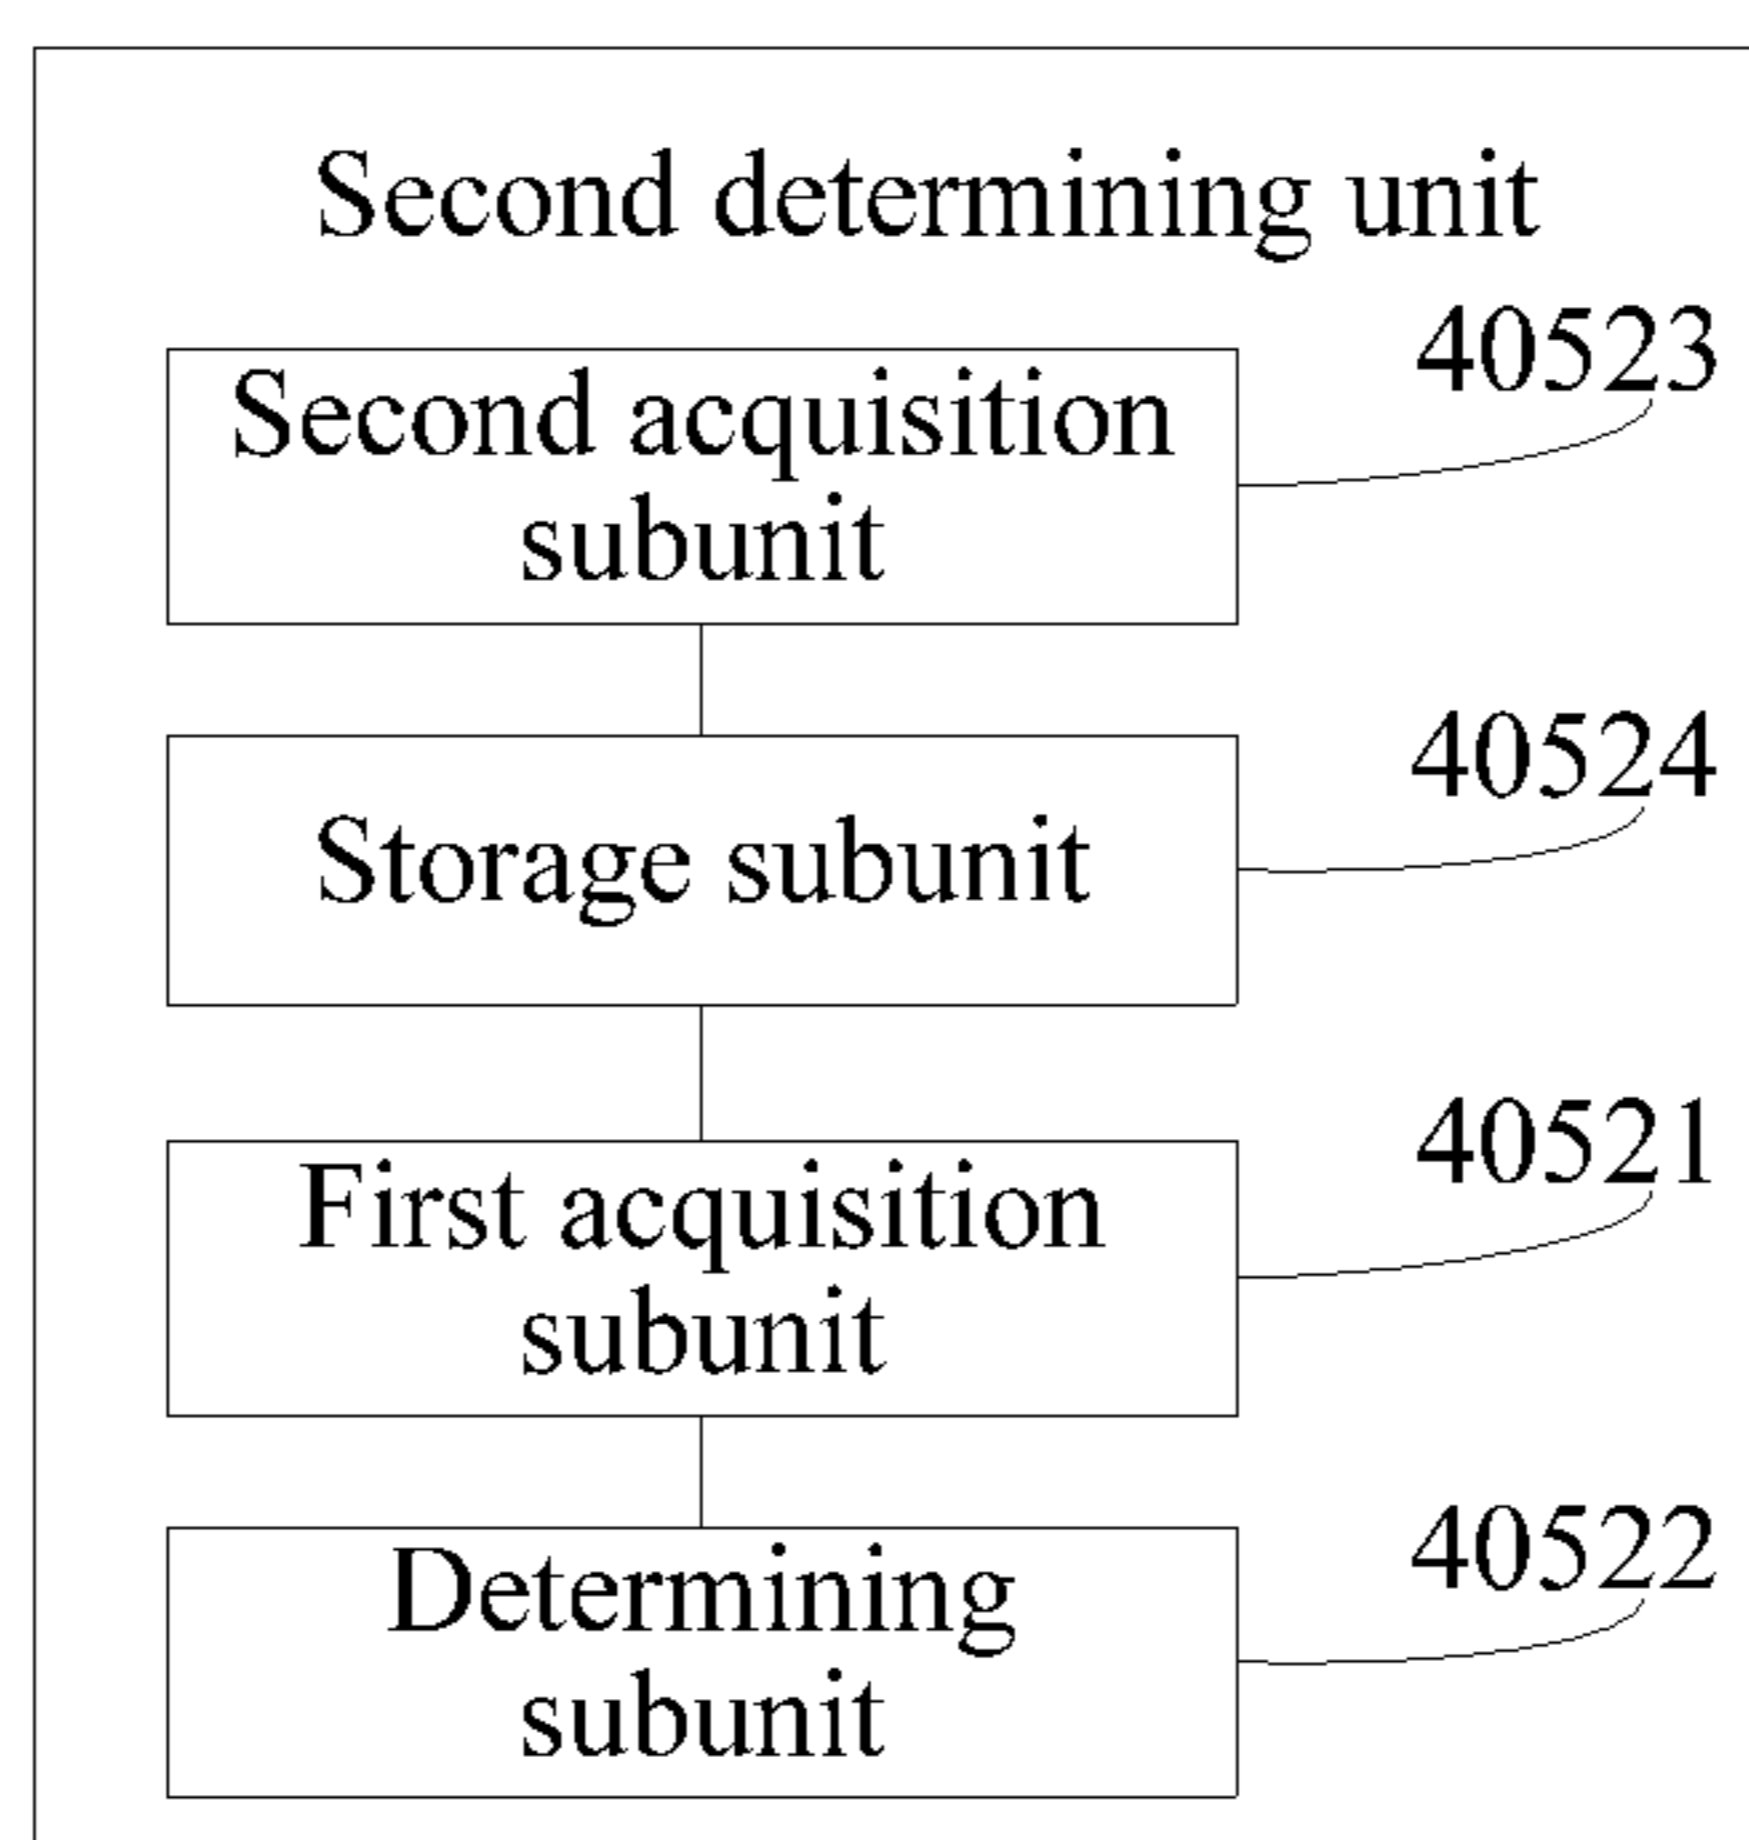 Second determining unit
40523
Second acquisition
subunit
40524
Storage subunit
40521
First acquisition
subunit
40522
Determining
subunit